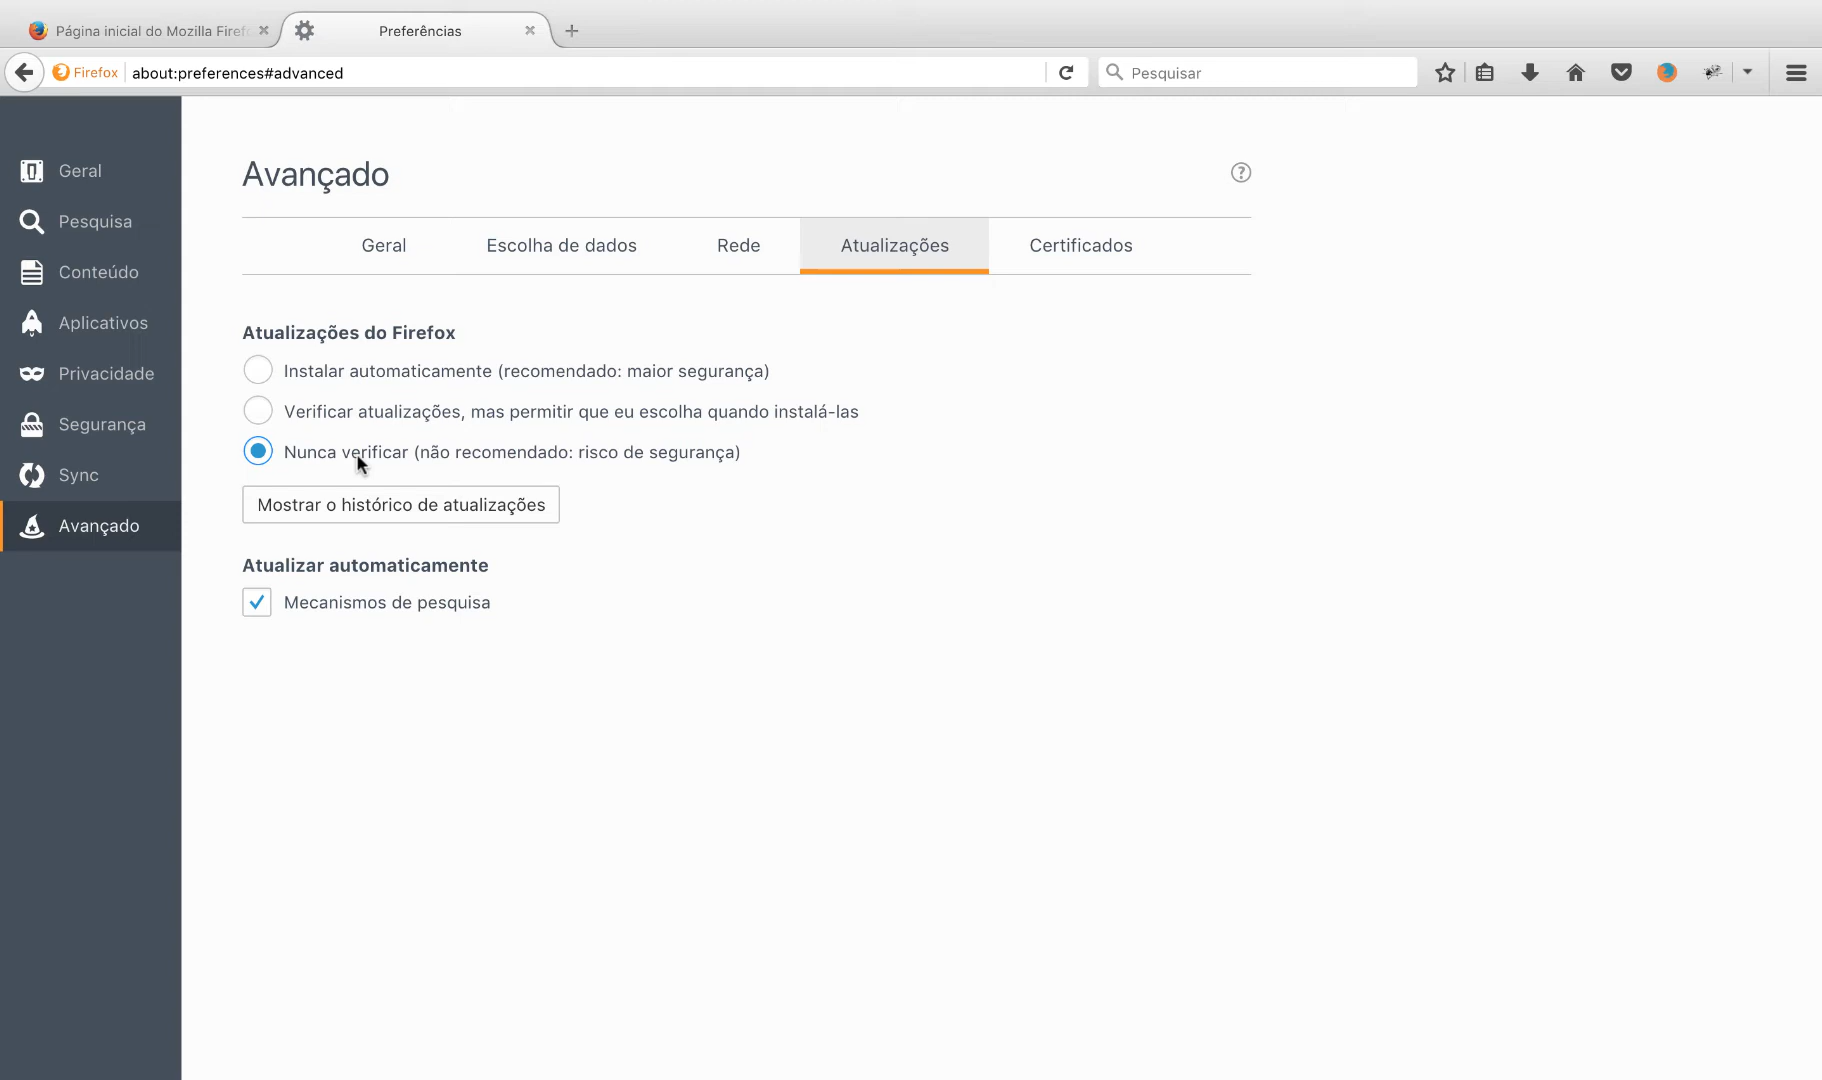 Página inicial do Mozilla Firef
Preferências
Firefox
about:preferences#advanced
Pesquisar
Geral
Pesquisa
Conteúdo
Aplicativos
Privacidade
Segurança
Sync
Avançado
Avançado
Geral Escolha de dados Rede Atualizações Certificados
Atualizações do Firefox
Instalar automaticamente (recomendado: maior segurança)
Verificar atualizações, mas permitir que eu escolha quando instalá-las
Nunca verificar (não recomendado: risco de segurança)
Mostrar o histórico de atualizações
Atualizar automaticamente
Mecanismos de pesquisa